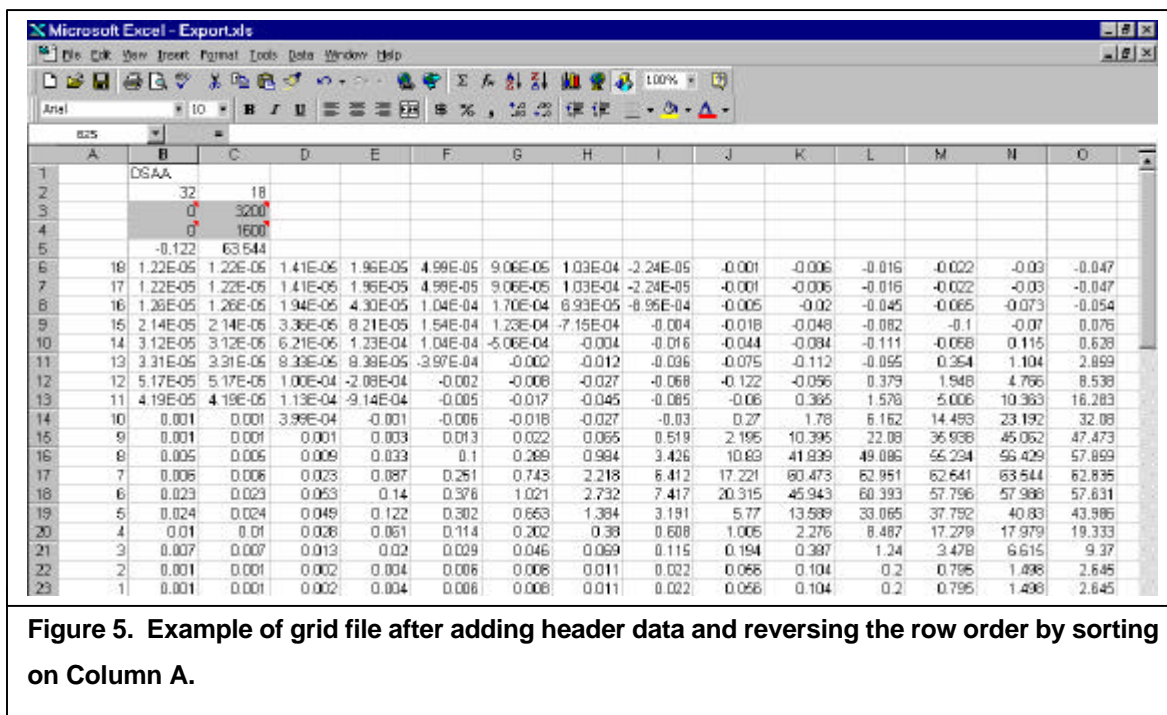 Microsoft Excel - Export.xls
File Edit View Insert Format Tools Data Window Help
100%
Arial 10 B I U $ % ,
B25 =
A B C D E F G H I J K L M N O
1 DSAA
2 32 18
3 0 3200
4 0 1600
5 -0.122 63.544
6 18 1.22E-05 1.22E-05 1.41E-05 1.96E-05 4.99E-05 9.06E-05 1.03E-04 -2.24E-05 -0.001 -0.006 -0.016 -0.022 -0.03 -0.047
7 17 1.22E-05 1.22E-05 1.41E-05 1.96E-05 4.99E-05 9.06E-05 1.03E-04 -2.24E-05 -0.001 -0.006 -0.016 -0.022 -0.03 -0.047
8 16 1.26E-05 1.26E-05 1.94E-05 4.30E-05 1.04E-04 1.70E-04 6.93E-05 -8.95E-04 -0.005 -0.02 -0.045 -0.065 -0.073 -0.054
9 15 2.14E-05 2.14E-05 3.36E-05 8.21E-05 1.54E-04 1.23E-04 -7.15E-04 -0.004 -0.018 -0.048 -0.082 -0.1 -0.07 0.076
10 14 3.12E-05 3.12E-05 6.21E-05 1.23E-04 1.04E-04 -5.06E-04 -0.004 -0.016 -0.044 -0.084 -0.111 -0.058 0.115 0.628
11 13 3.31E-05 3.31E-05 8.33E-05 8.38E-05 -3.97E-04 -0.002 -0.012 -0.036 -0.075 -0.112 -0.055 0.354 1.104 2.859
12 12 5.17E-05 5.17E-05 1.00E-04 -2.08E-04 -0.002 -0.008 -0.027 -0.068 -0.122 -0.056 0.379 1.948 4.766 8.538
13 11 4.19E-05 4.19E-05 1.13E-04 -9.14E-04 -0.005 -0.017 -0.045 -0.085 -0.06 0.365 1.576 5.006 10.363 16.283
14 10 0.001 0.001 3.99E-04 -0.001 -0.006 -0.018 -0.027 -0.03 0.27 1.78 6.162 14.493 23.192 32.08
15 9 0.001 0.001 0.001 0.003 0.013 0.022 0.065 0.519 2.195 10.395 22.08 36.938 45.062 47.473
16 8 0.005 0.005 0.009 0.033 0.1 0.289 0.984 3.426 10.83 41.839 49.086 55.234 56.429 57.859
17 7 0.006 0.006 0.023 0.087 0.251 0.743 2.218 6.412 17.221 60.473 62.951 62.641 63.544 62.835
18 6 0.023 0.023 0.053 0.14 0.376 1.021 2.732 7.417 20.315 45.943 60.393 57.796 57.988 57.631
19 5 0.024 0.024 0.049 0.122 0.302 0.653 1.384 3.191 5.77 13.589 33.065 37.792 40.83 43.986
20 4 0.01 0.01 0.028 0.061 0.114 0.202 0.38 0.608 1.005 2.276 8.487 17.279 17.979 19.333
21 3 0.007 0.007 0.013 0.02 0.029 0.046 0.069 0.115 0.194 0.387 1.24 3.478 6.615 9.37
22 2 0.001 0.001 0.002 0.004 0.006 0.008 0.011 0.022 0.056 0.104 0.2 0.795 1.498 2.645
23 1 0.001 0.001 0.002 0.004 0.006 0.008 0.011 0.022 0.056 0.104 0.2 0.795 1.498 2.645
Figure 5. Example of grid file after adding header data and reversing the row order by sorting
on Column A.